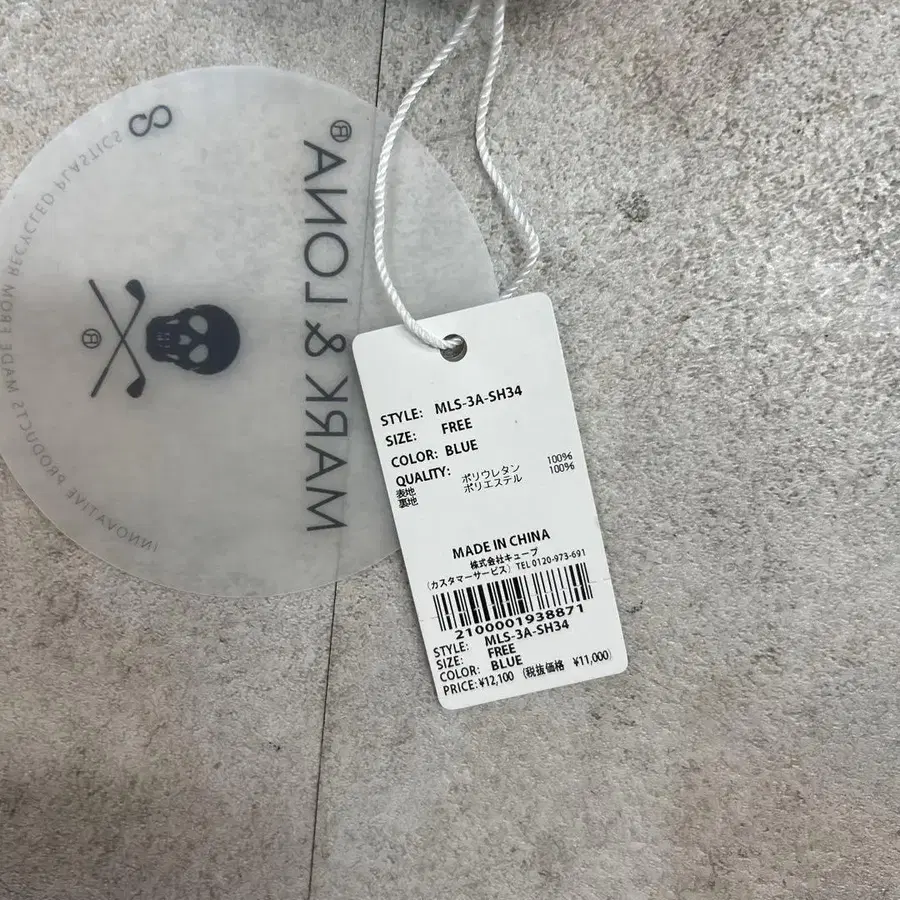 MARK & LONA®
®
INNOVATIVE PRODUCTS MADE FROM RECYCLED PLASTICS
STYLE: MLS-3A-SH34
SIZE: FREE
COLOR: BLUE
QUALITY:
表地 ポリウレタン 100%
裏地 ポリエステル 100%
MADE IN CHINA
株式会社キューブ
（カスタマーサービス）TEL 0120-973-691
2100001938871
STYLE: MLS-3A-SH34
SIZE: FREE
COLOR: BLUE
PRICE: ¥12,100 （税抜価格 ¥11,000）